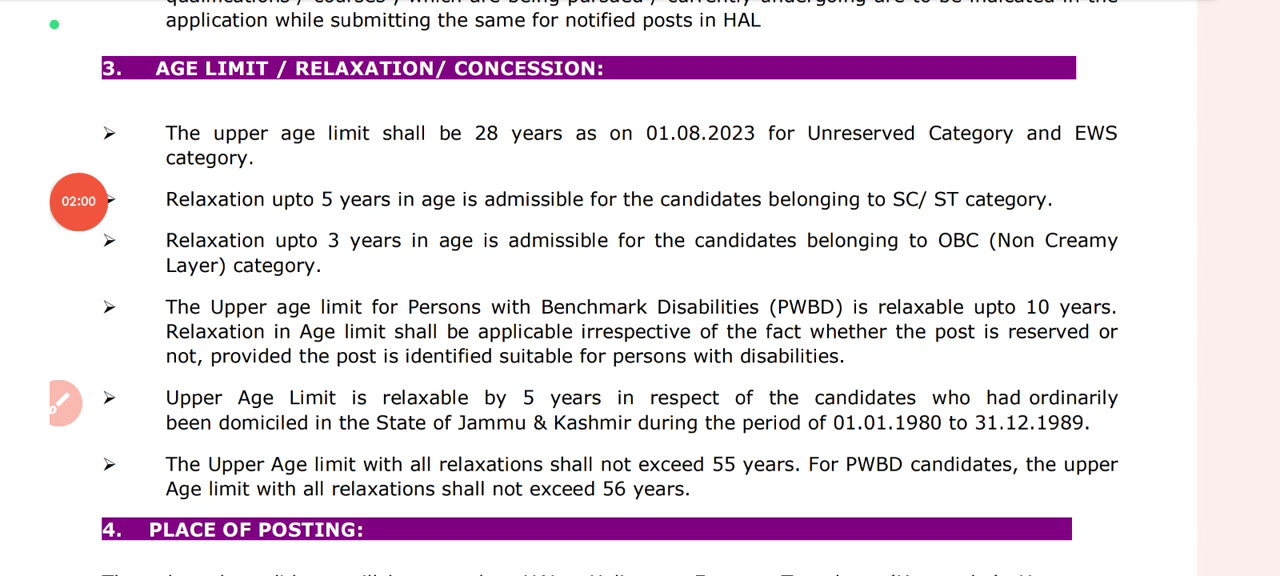 application while submitting the same for notified posts in HAL
3. AGE LIMIT / RELAXATION/ CONCESSION:
➢ The upper age limit shall be 28 years as on 01.08.2023 for Unreserved Category and EWS
category.
02:00
➢ Relaxation upto 5 years in age is admissible for the candidates belonging to SC/ ST category.
➢ Relaxation upto 3 years in age is admissible for the candidates belonging to OBC (Non Creamy
Layer) category.
➢ The Upper age limit for Persons with Benchmark Disabilities (PWBD) is relaxable upto 10 years.
Relaxation in Age limit shall be applicable irrespective of the fact whether the post is reserved or
not, provided the post is identified suitable for persons with disabilities.
➢ Upper Age Limit is relaxable by 5 years in respect of the candidates who had ordinarily
been domiciled in the State of Jammu & Kashmir during the period of 01.01.1980 to 31.12.1989.
➢ The Upper Age limit with all relaxations shall not exceed 55 years. For PWBD candidates, the upper
Age limit with all relaxations shall not exceed 56 years.
4. PLACE OF POSTING: